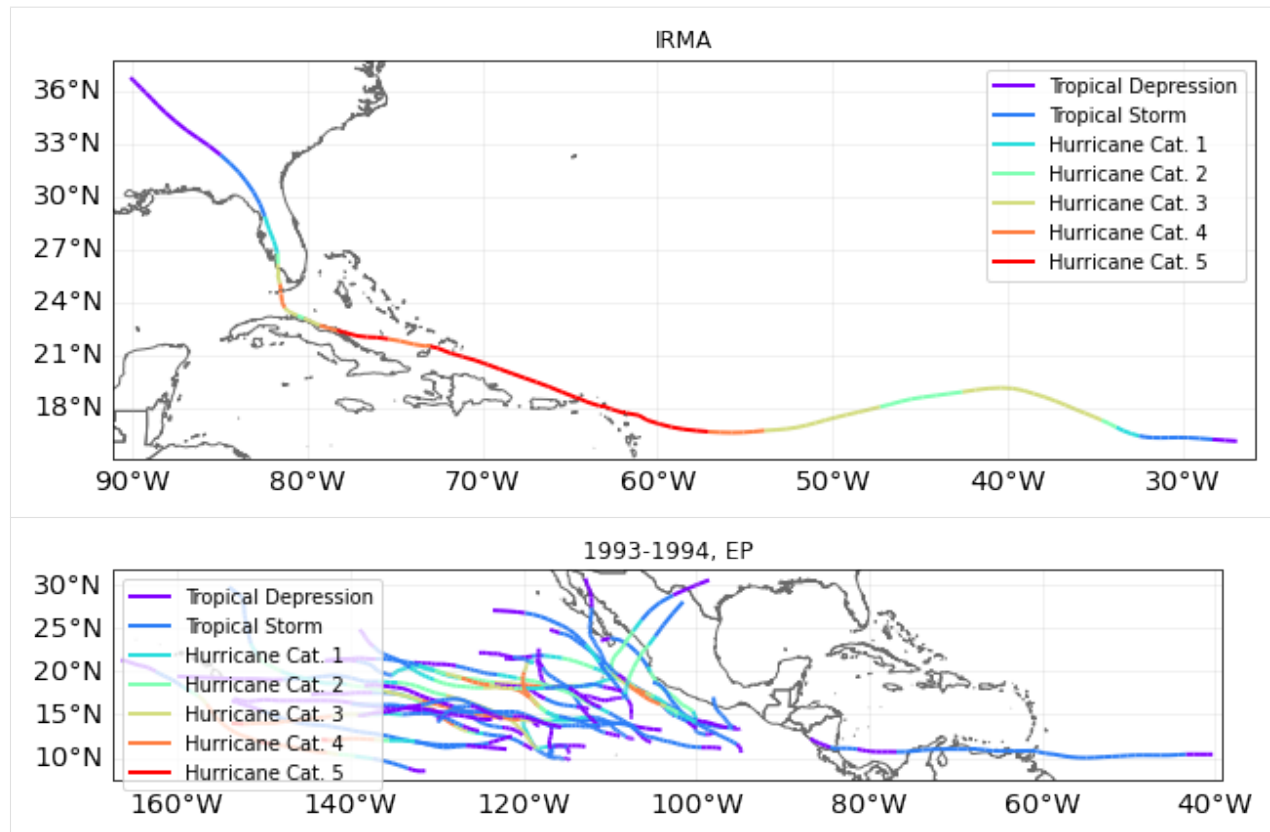 IRMA
36°N
33°N
30°N
27°N
24°N
21°N
18°N
Tropical Depression
Tropical Storm
Hurricane Cat. 1
Hurricane Cat. 2
Hurricane Cat. 3
Hurricane Cat. 4
Hurricane Cat. 5
90°W 80°W 70°W 60°W 50°W 40°W 30°W
1993-1994, EP
30°N
25°N
20°N
15°N
10°N
Tropical Depression
Tropical Storm
Hurricane Cat. 1
Hurricane Cat. 2
Hurricane Cat. 3
Hurricane Cat. 4
Hurricane Cat. 5
160°W 140°W 120°W 100°W 80°W 60°W 40°W